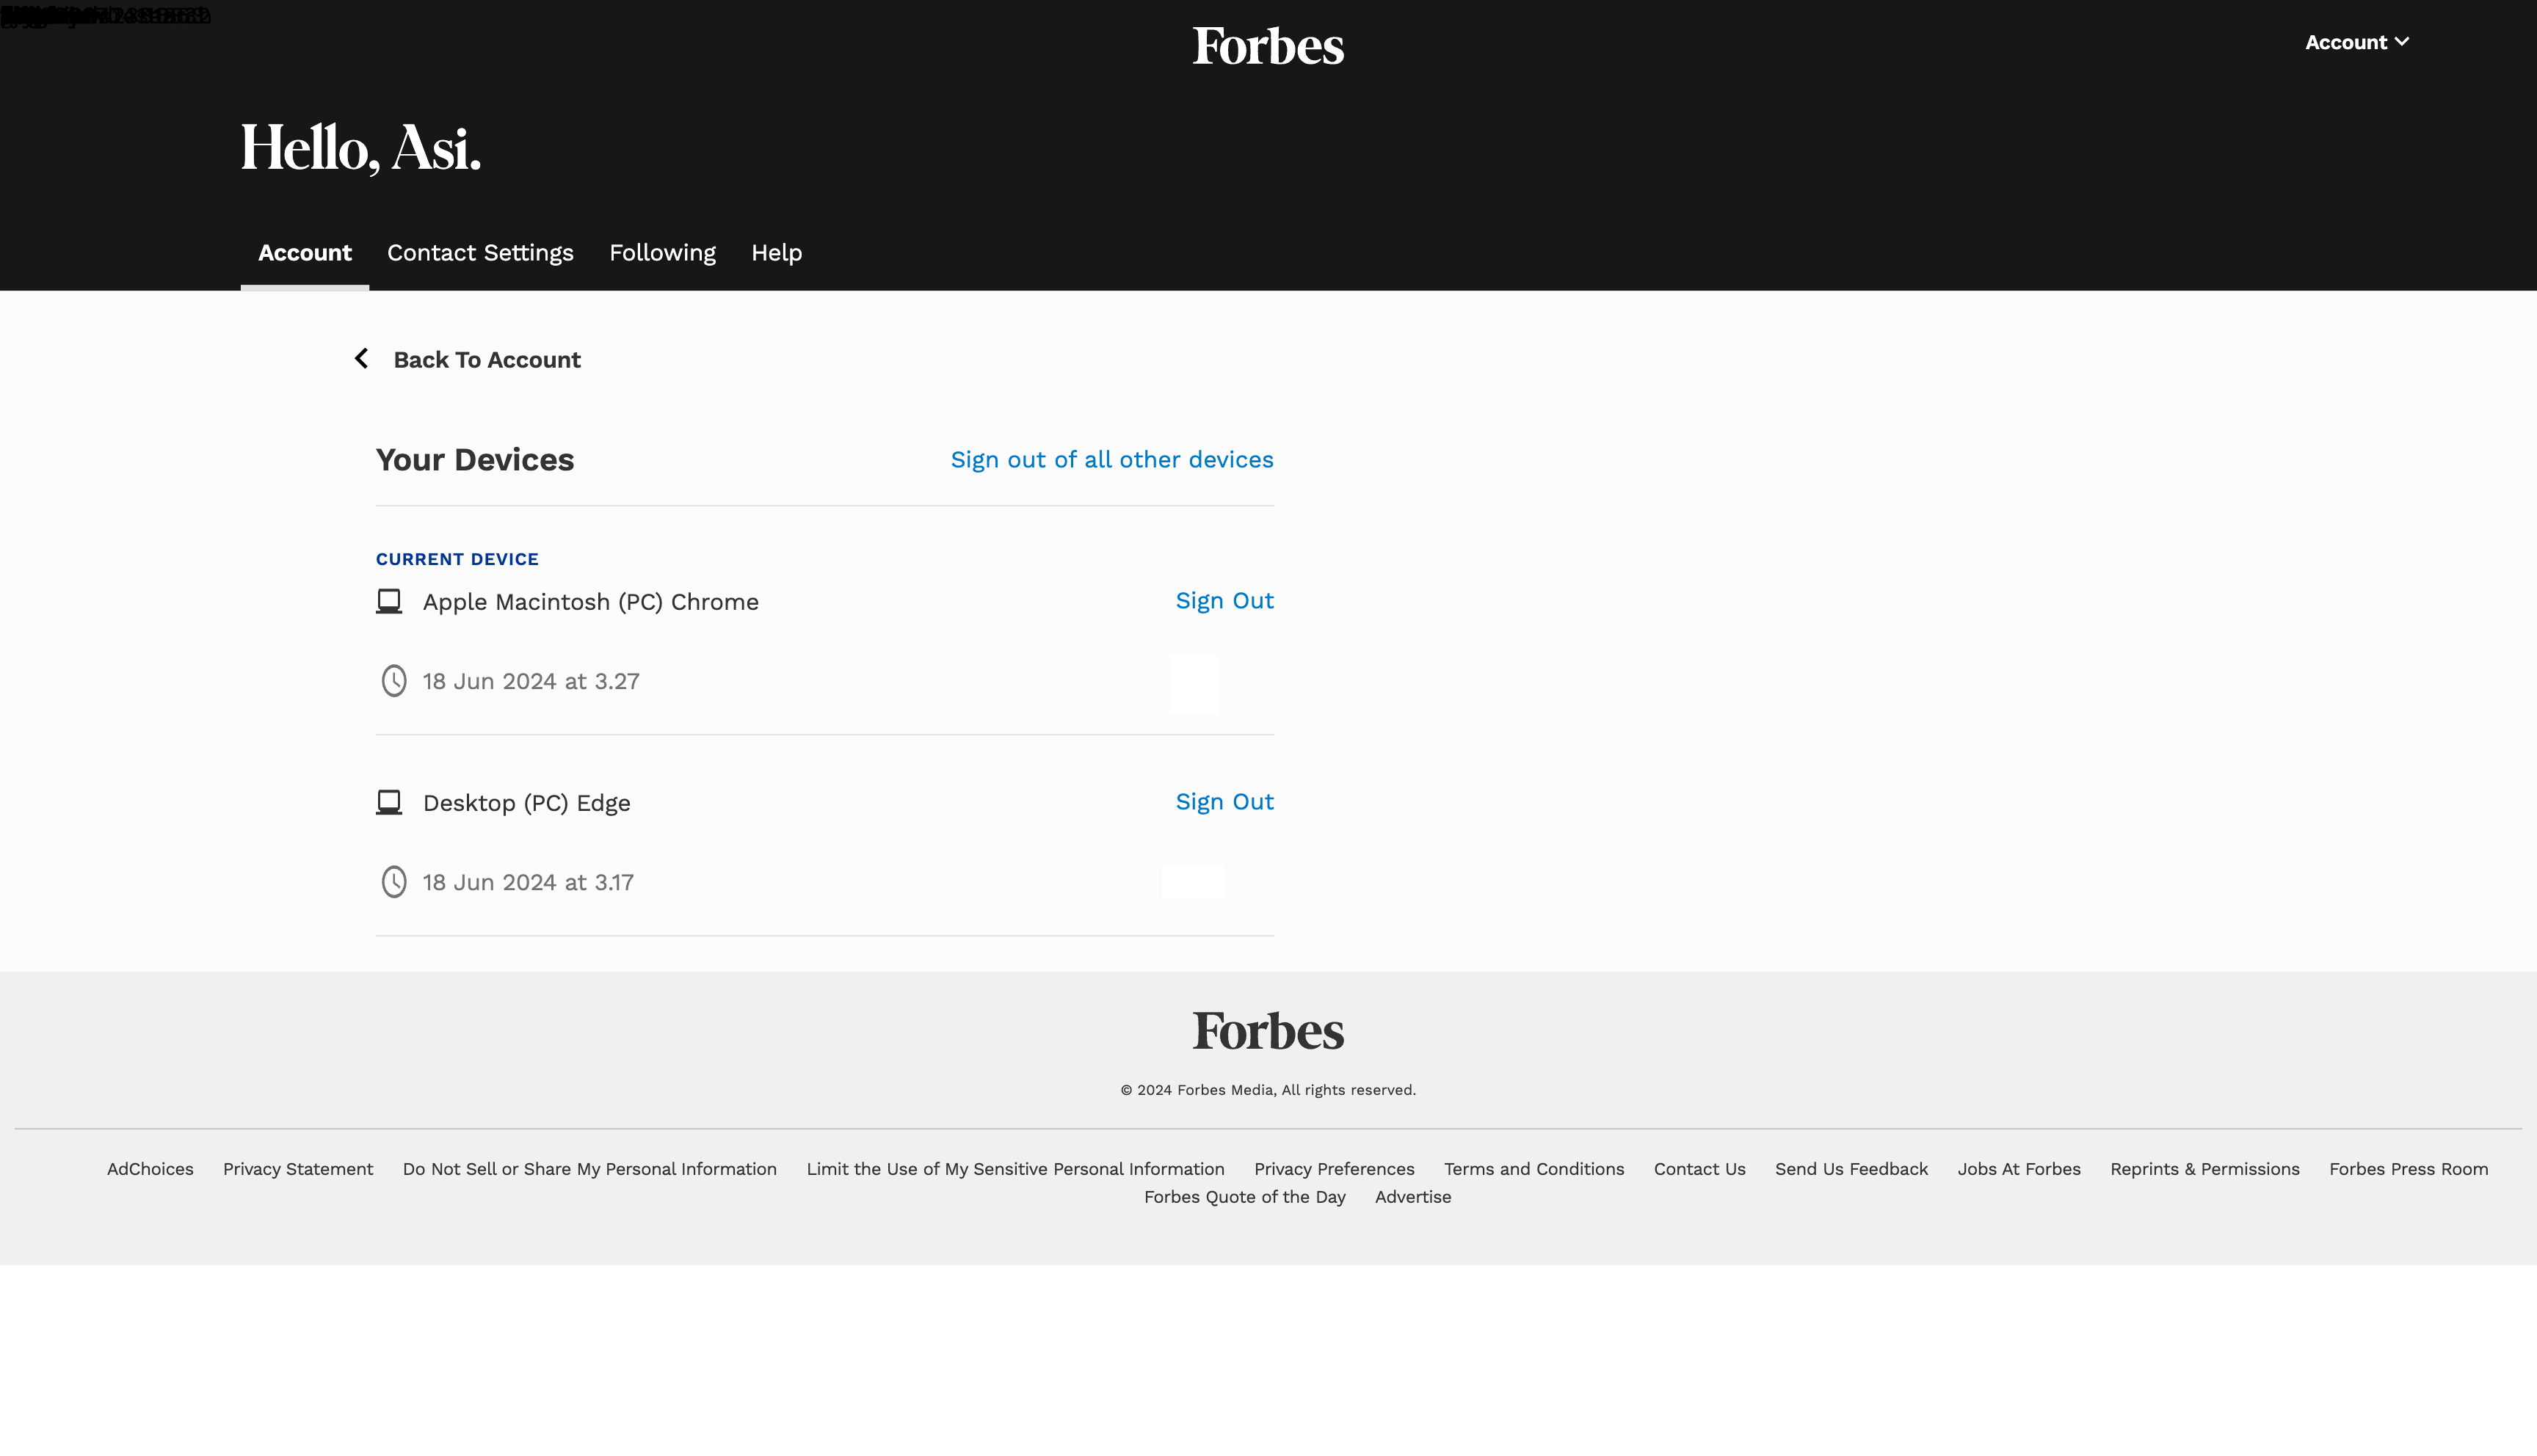 Forbes
Account
Hello, Asi.
Account Contact Settings Following Help
Back To Account
Your Devices Sign out of all other devices
CURRENT DEVICE
Apple Macintosh (PC) Chrome Sign Out
18 Jun 2024 at 3.27
Desktop (PC) Edge Sign Out
18 Jun 2024 at 3.17
Forbes
© 2024 Forbes Media, All rights reserved.
AdChoices Privacy Statement Do Not Sell or Share My Personal Information Limit the Use of My Sensitive Personal Information Privacy Preferences Terms and Conditions Contact Us Send Us Feedback Jobs At Forbes Reprints & Permissions Forbes Press Room
Forbes Quote of the Day Advertise